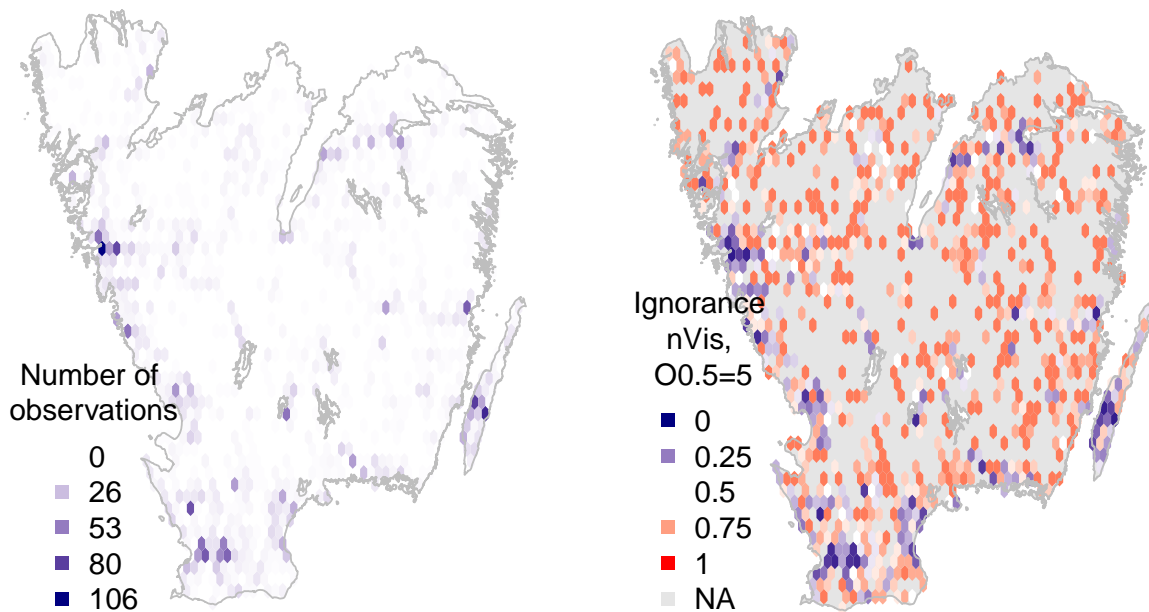 Number of
observations
0
26
53
80
106
Ignorance
nVis,
O0.5=5
0
0.25
0.5
0.75
1
NA